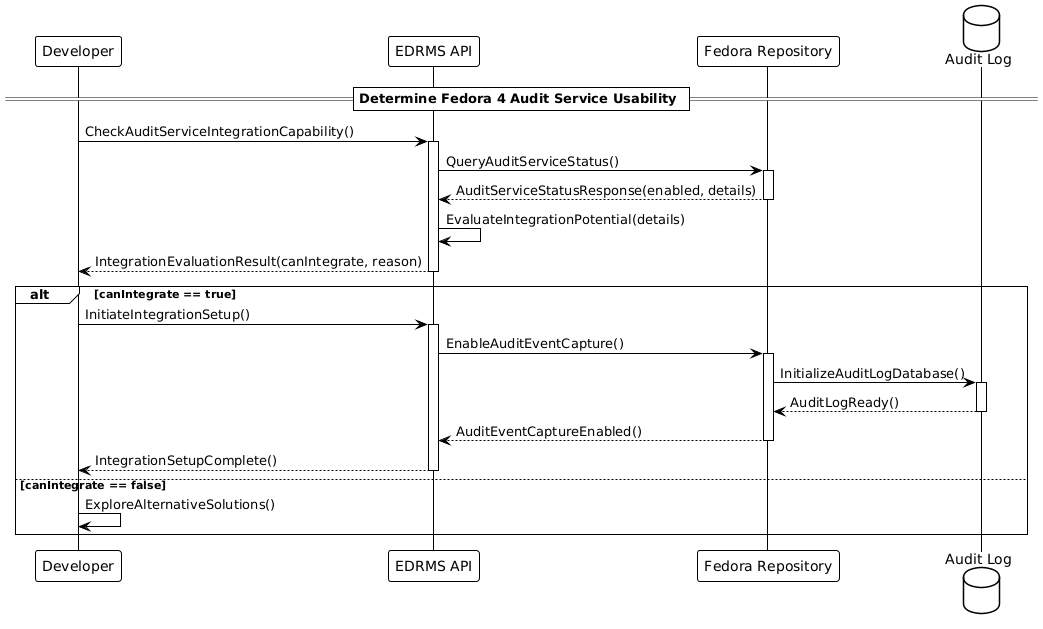 Audit Log
Developer
EDRMS API
Fedora Repository
Determine Fedora 4 Audit Service Usability
CheckAuditServiceIntegrationCapability()
QueryAuditServiceStatus()
AuditServiceStatusResponse(enabled, details)
EvaluateIntegrationPotential(details)
IntegrationEvaluationResult(canIntegrate, reason)
alt
[canIntegrate == true]
InitiateIntegrationSetup()
EnableAuditEventCapture()
InitializeAuditLogDatabase()
AuditLogReady()
AuditEventCaptureEnabled()
IntegrationSetupComplete()
[canIntegrate == false]
ExploreAlternativeSolutions()
Developer
EDRMS API
Fedora Repository
Audit Log